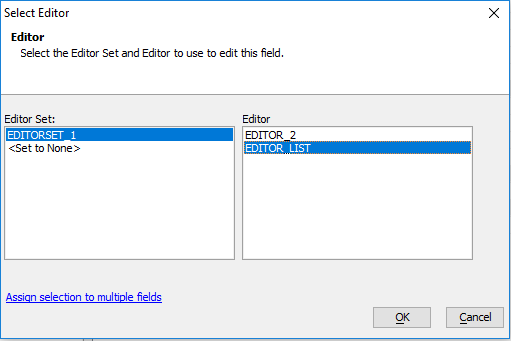 Select Editor
Editor
Select the Editor Set and Editor to use to edit this field.
Editor Set:
EDITORSET_1
<Set to None>
Editor
EDITOR_2
EDITOR_LIST
Assign selection to multiple fields
OK
Cancel